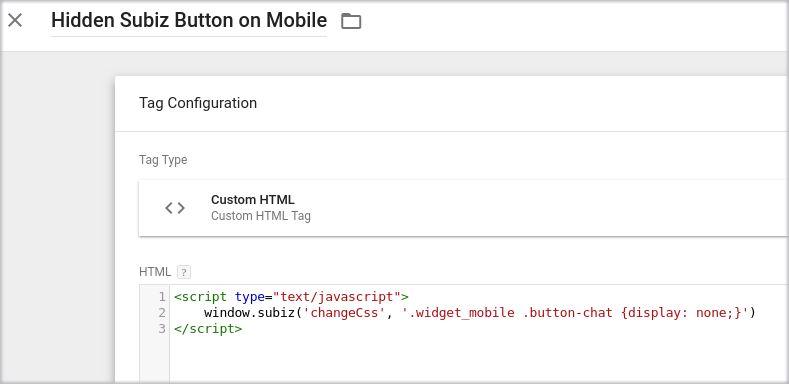 Hidden Subiz Button on Mobile
Tag Configuration
Tag Type
Custom HTML
Custom HTML Tag
HTML ?
1 <script type="text/javascript">
2     window.subiz('changeCss', '.widget_mobile .button-chat {display: none;}')
3 </script>